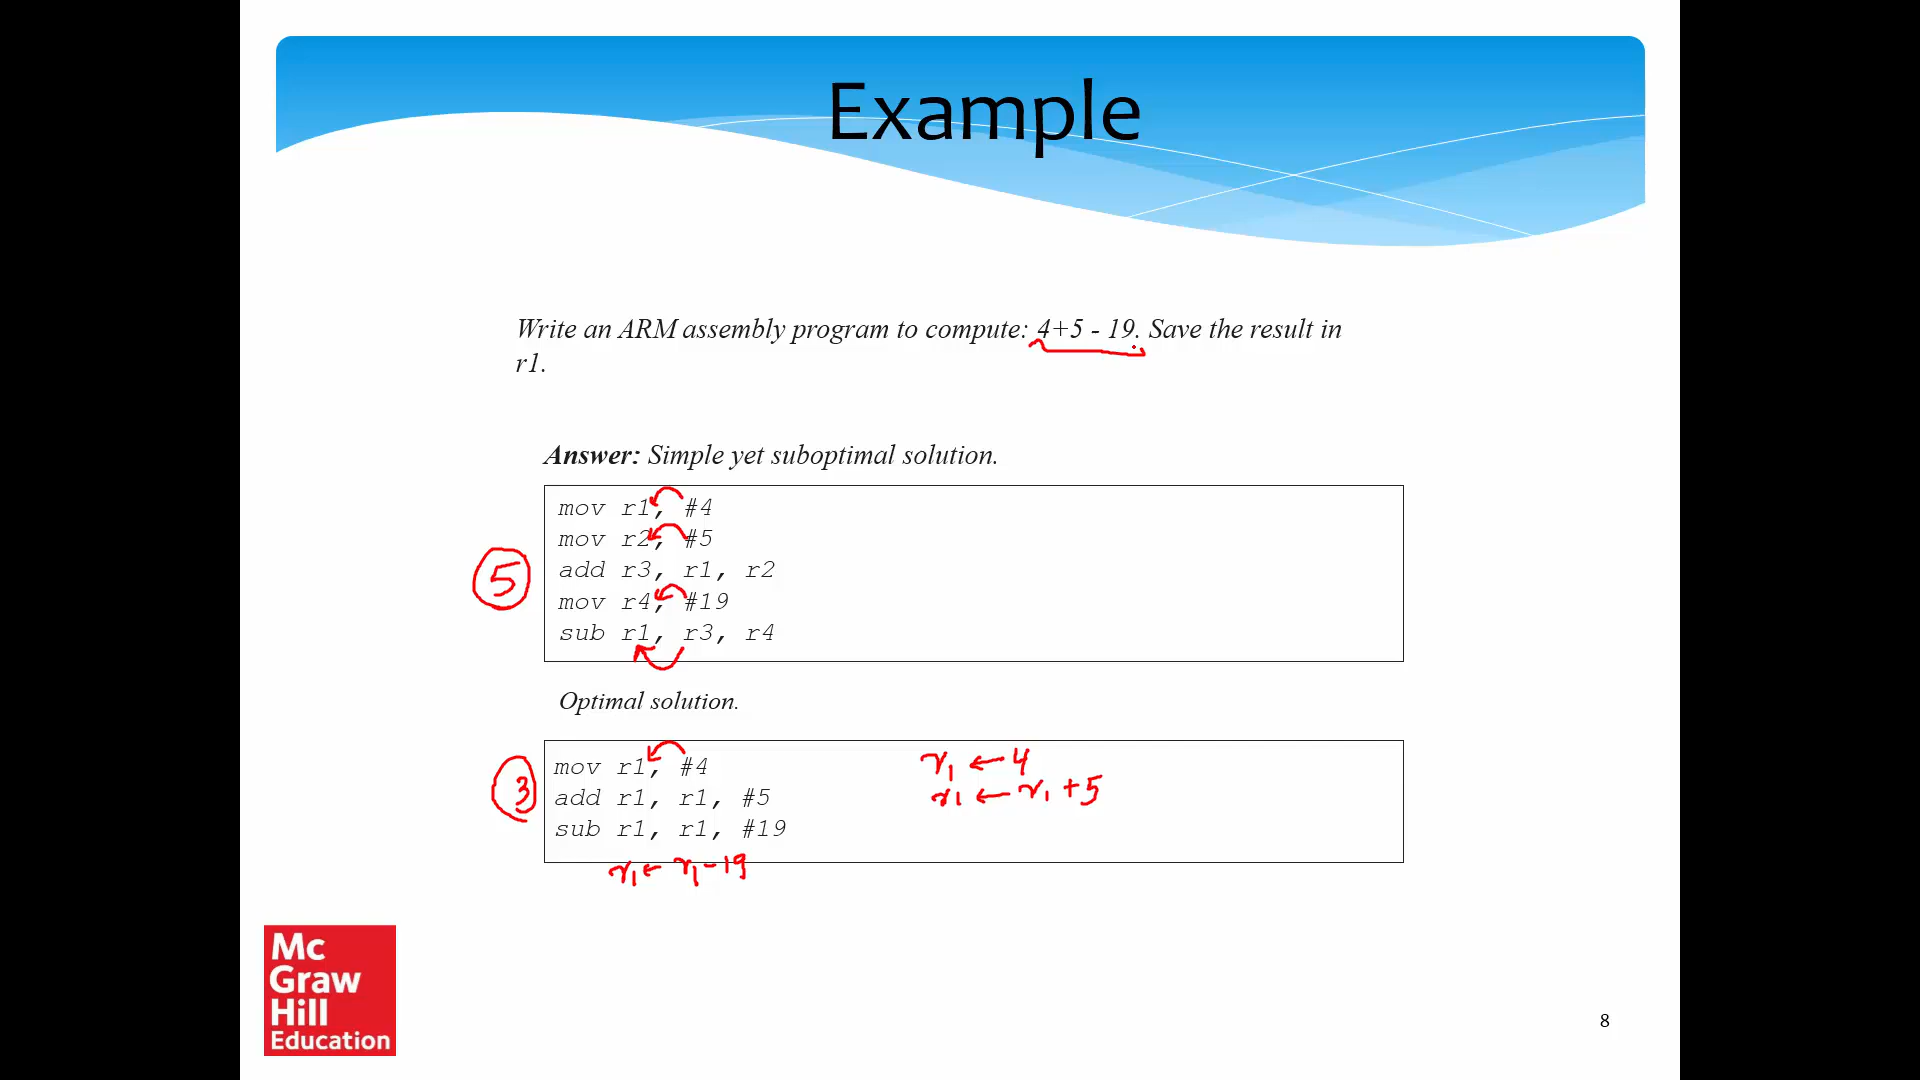 Example
Write an ARM assembly program to compute: 4+5 - 19. Save the result in
r1.
Answer: Simple yet suboptimal solution.
mov r1, #4
mov r2, #5
add r3, r1, r2
mov r4, #19
sub r1, r3, r4
5
Optimal solution.
mov r1, #4
add r1, r1, #5
sub r1, r1, #19
3
r1 ← 4
r1 ← r1 + 5
r1 ← r1 - 19
Mc
Graw
Hill
Education
8